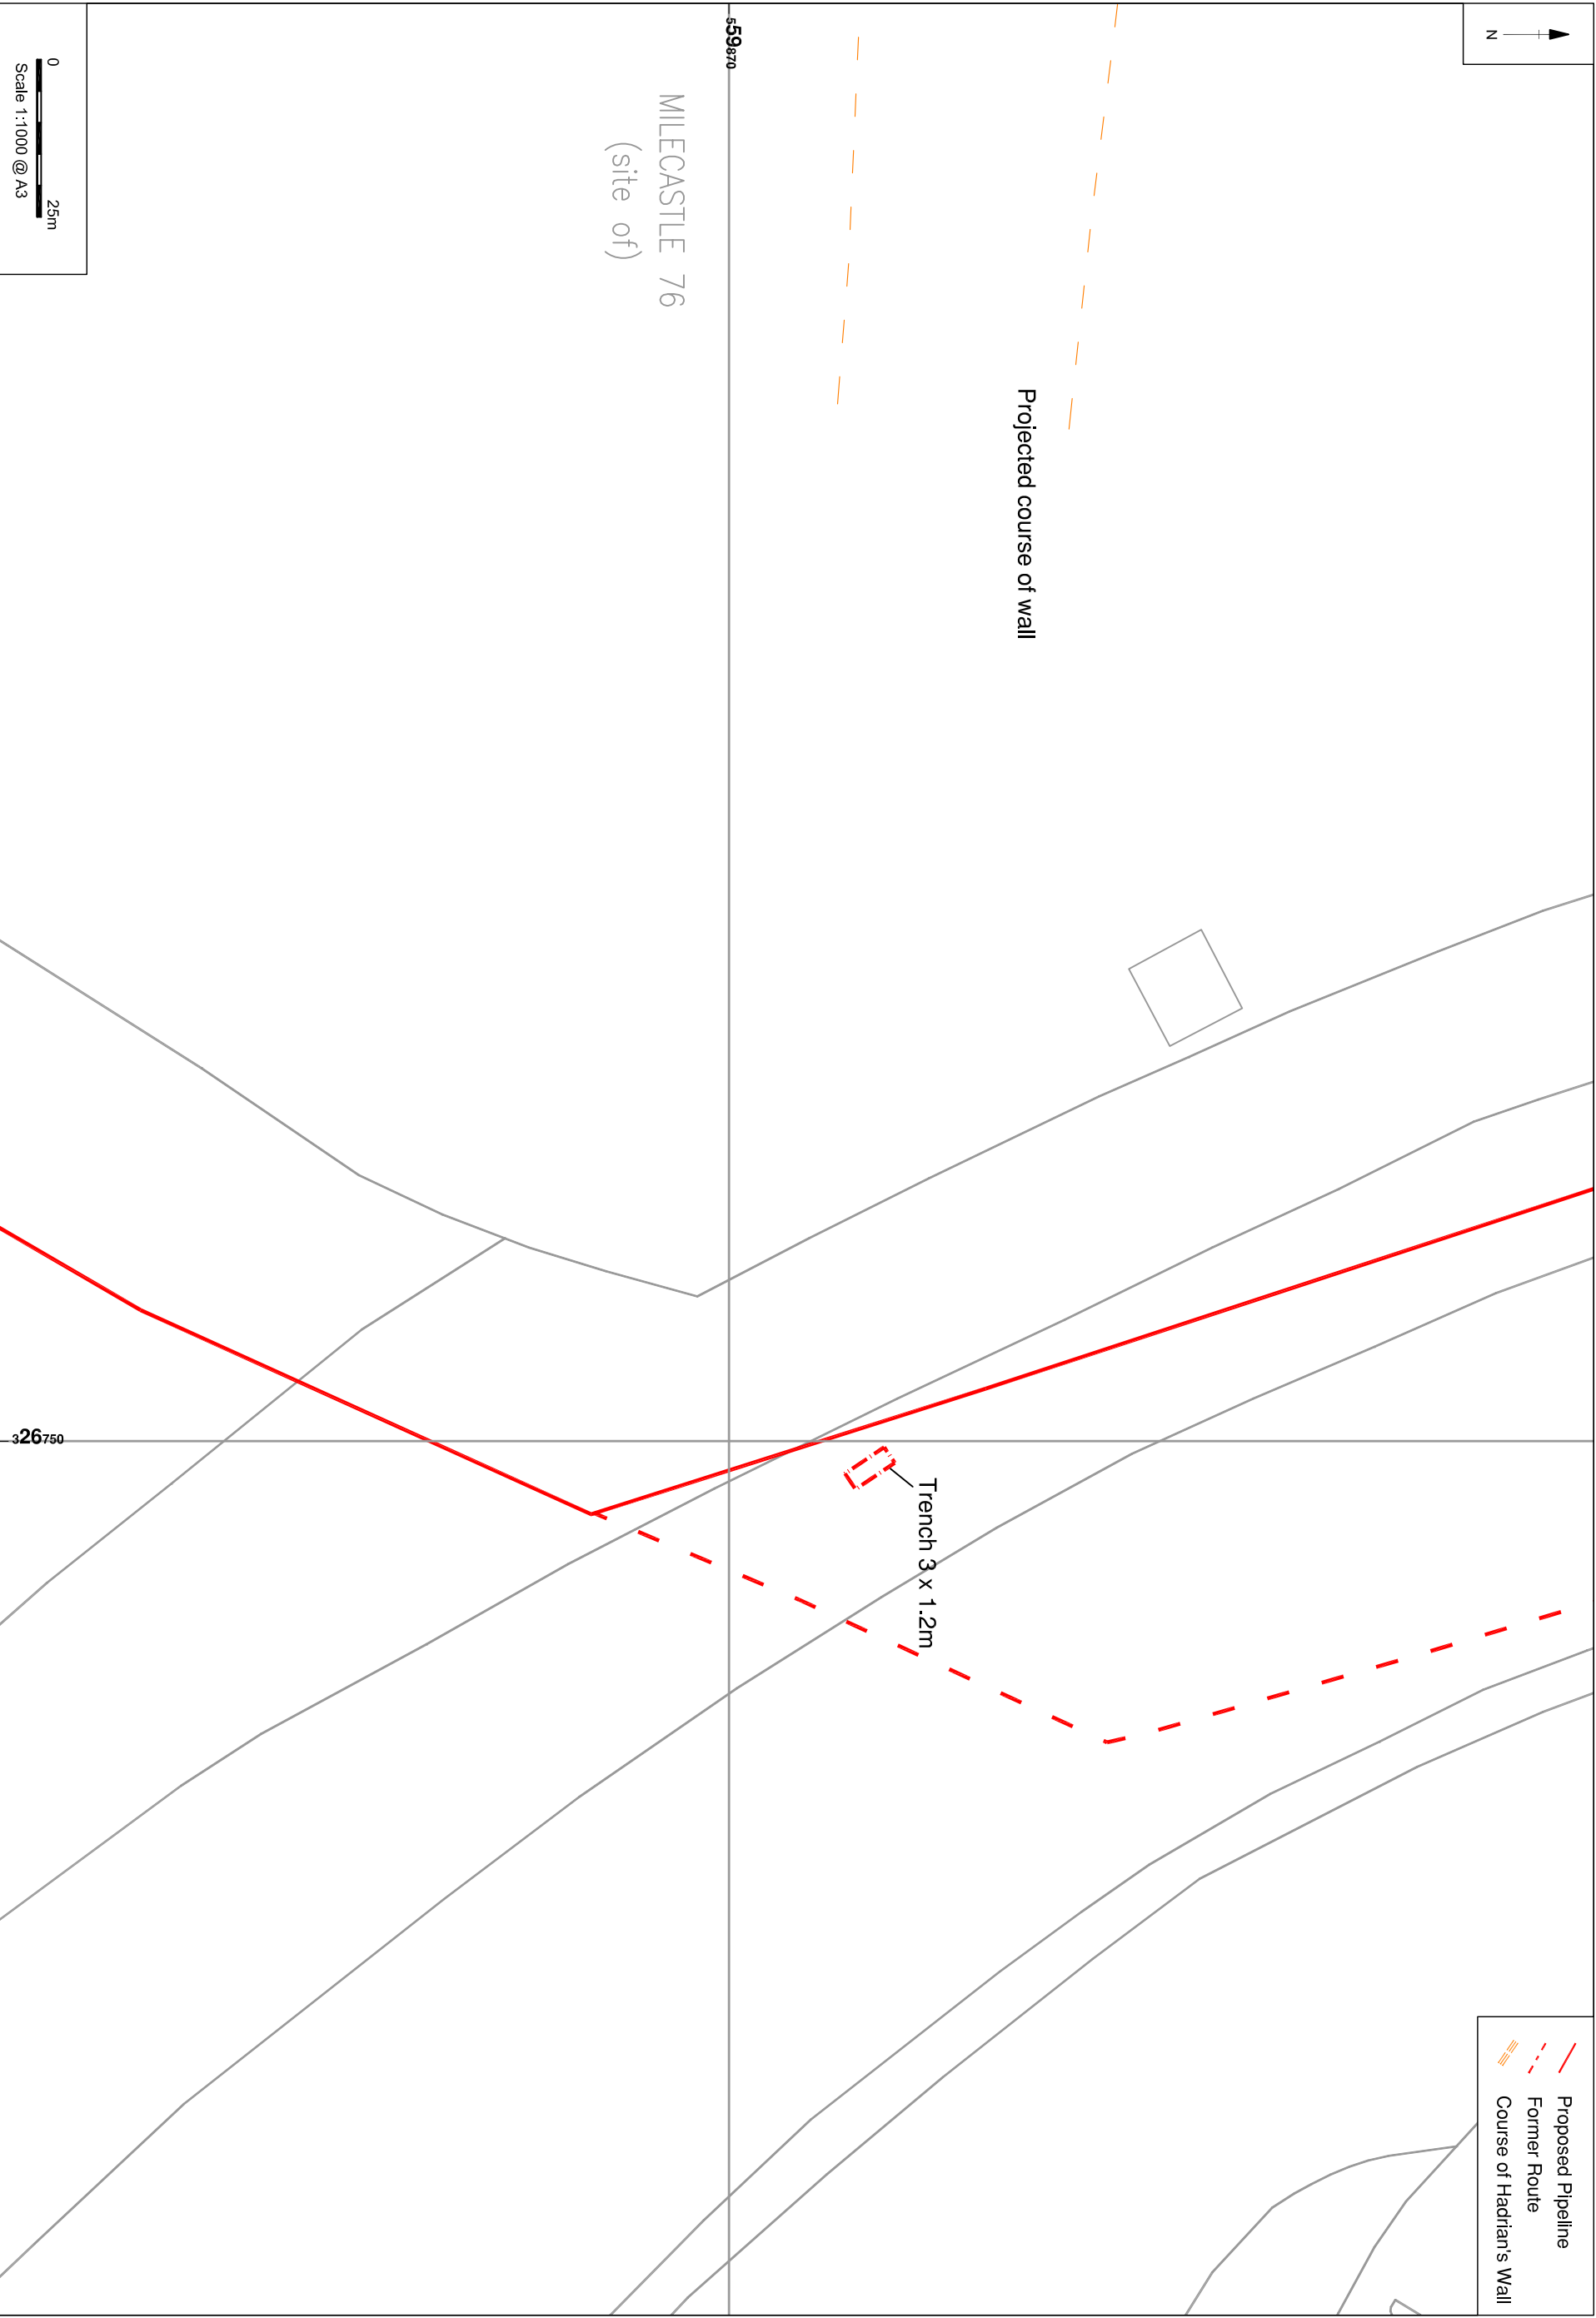 N
559870
Projected course of wall
MILECASTLE 76
(site of)
Trench 3 x 1.2m
326750
Proposed Pipeline
Former Route
Course of Hadrian's Wall
0 25m
Scale 1:1000 @ A3